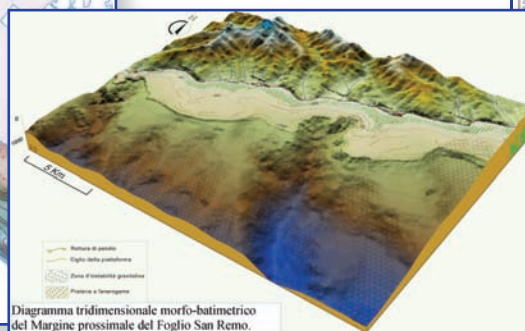 5 Km
Rottura di pendio
Ciglio della piattaforma
Zona d'instabilità gravitativa
Praterie a fanerogame
Diagramma tridimensionale morfo-batimetrico
del Margine prossimale del Foglio San Remo.